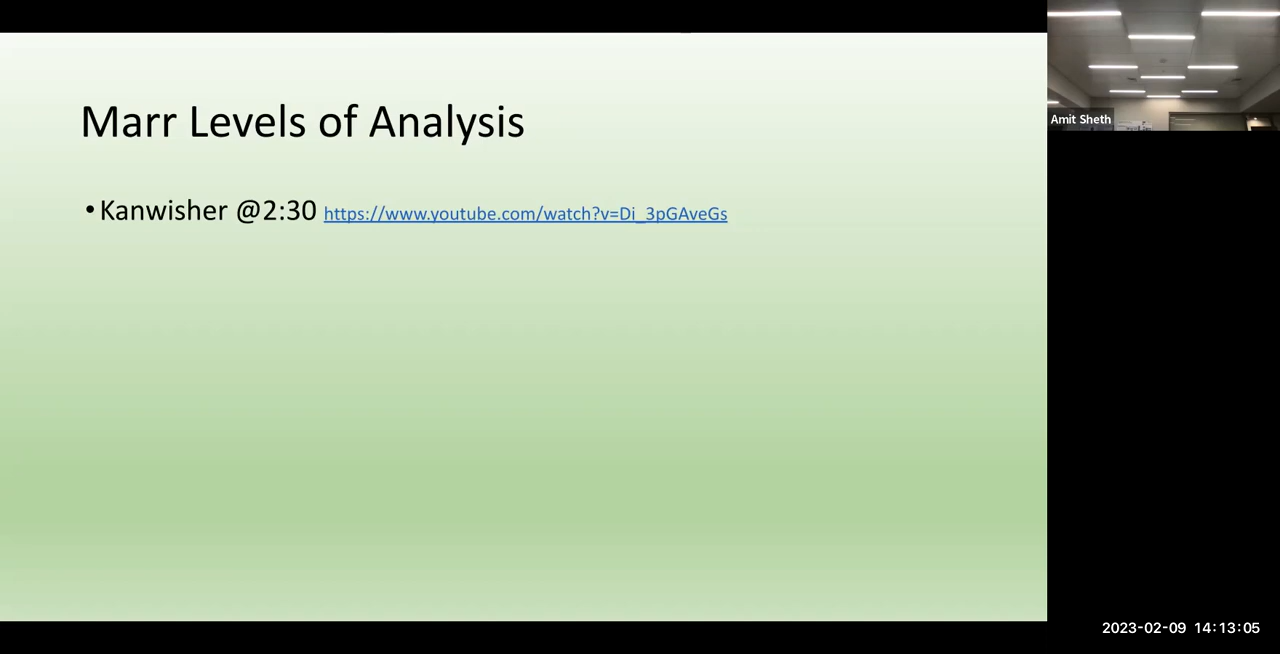 Marr Levels of Analysis
•Kanwisher @2:30 https://www.youtube.com/watch?v=Di_3pGAveGs
Amit Sheth
2023-02-09 14:13:05